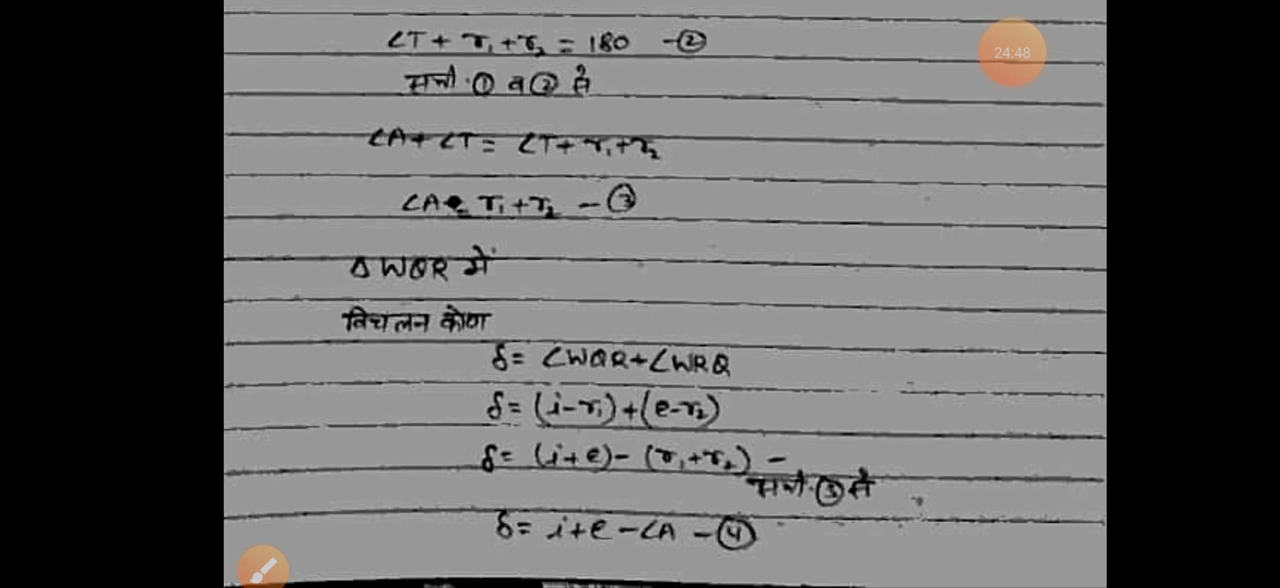 ∠T + r₁ + r₂ = 180 -②
समी. ① व ② से
24:48
∠A + ∠T = ∠T + r₁ + r₂
∠A = r₁ + r₂ - ③
Δ WQR में
विचलन कोण
δ = ∠WQR + ∠WRQ
δ = (i-r₁) + (e-r₂)
δ = (i+e) - (r₁+r₂) -
समी. ③ से
δ = i+e - ∠A - ④